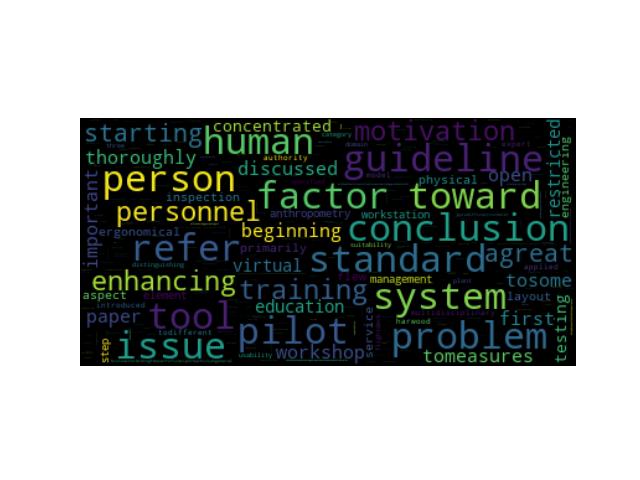 starting
concentrated
motivation
human
guideline
thoroughly
authority
discussed
physical
open
restricted
engineering
person
inspection
factor toward
important
personnel
anthropometry
workstation
conclusion
ergonomical
beginning
refer
primarily
suitability
standard
agreat
distinguishing
virtual
applied
enhancing
training
management
plant
tosome
aspect
element
system
layout
introduced
education
multidisciplinary
paper
tool
service
harwood
first
testing
todifferent
pilot
problem
step
issue
usability
workshop
tomeasures
category
domain
expert
model